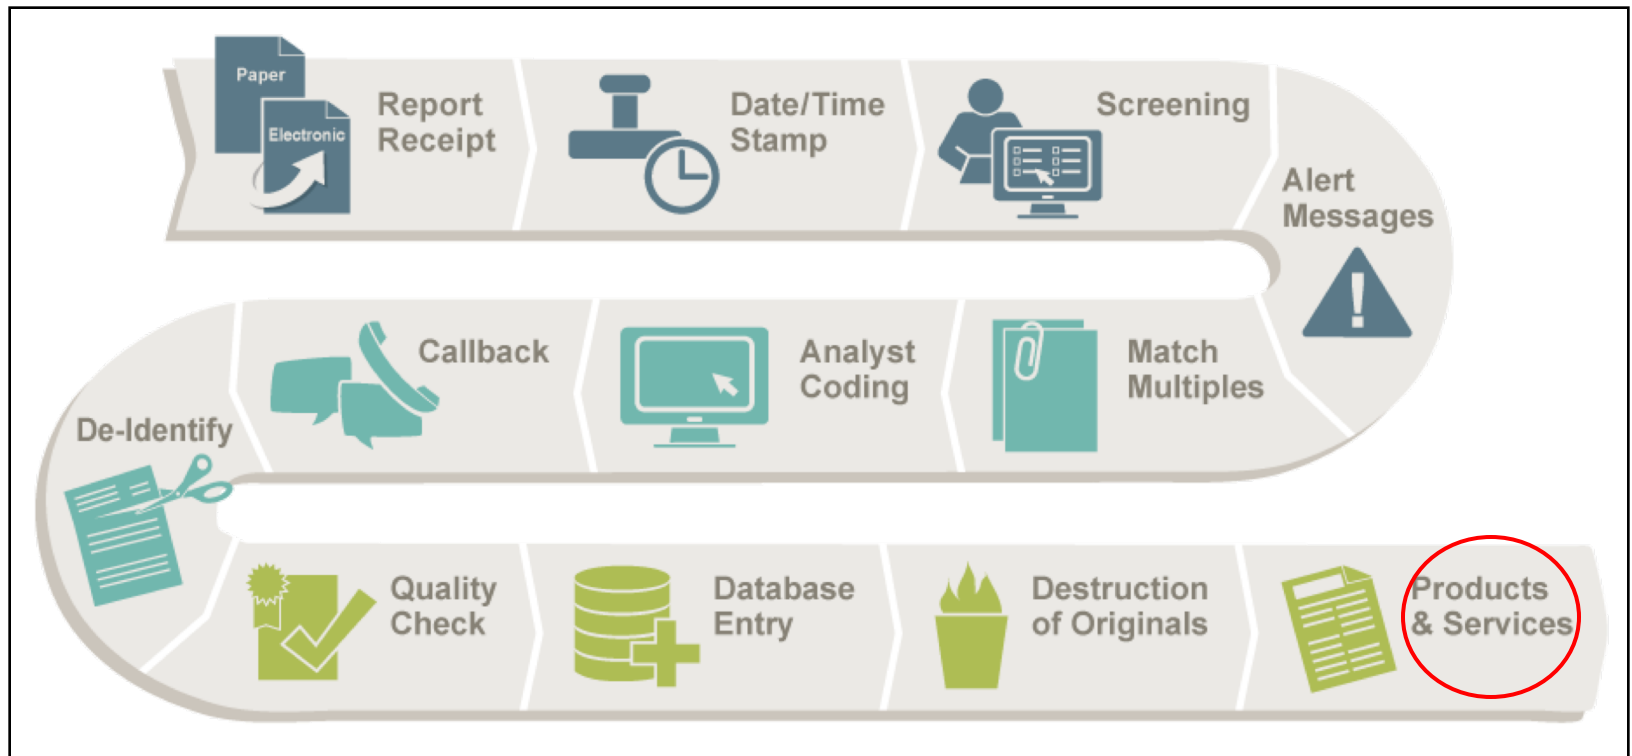 Paper
Electronic
Report
Receipt
Date/Time
Stamp
Screening
Alert
Messages
Match
Multiples
Analyst
Coding
Callback
De-Identify
Quality
Check
Database
Entry
Destruction
of Originals
Products
& Services